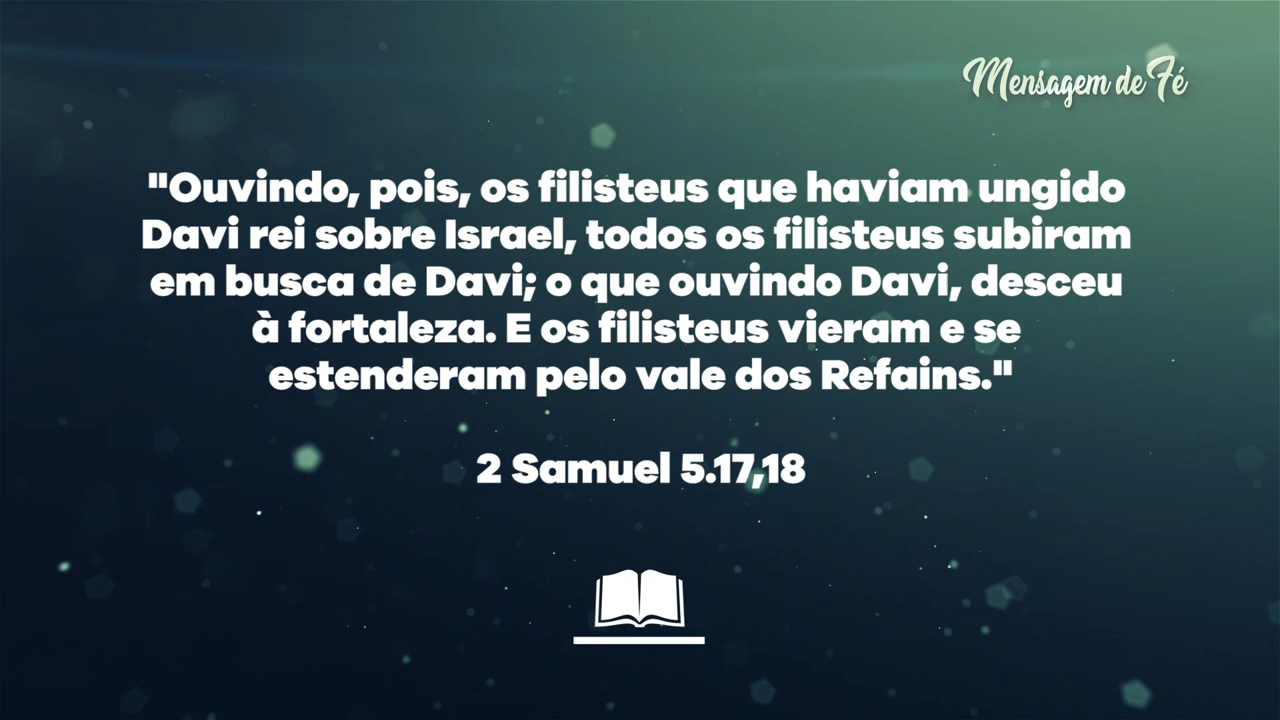 Mensagem de Fé
"Ouvindo, pois, os filisteus que haviam ungido
Davi rei sobre Israel, todos os filisteus subiram
em busca de Davi; o que ouvindo Davi, desceu
à fortaleza. E os filisteus vieram e se
estenderam pelo vale dos Refains."
2 Samuel 5.17,18